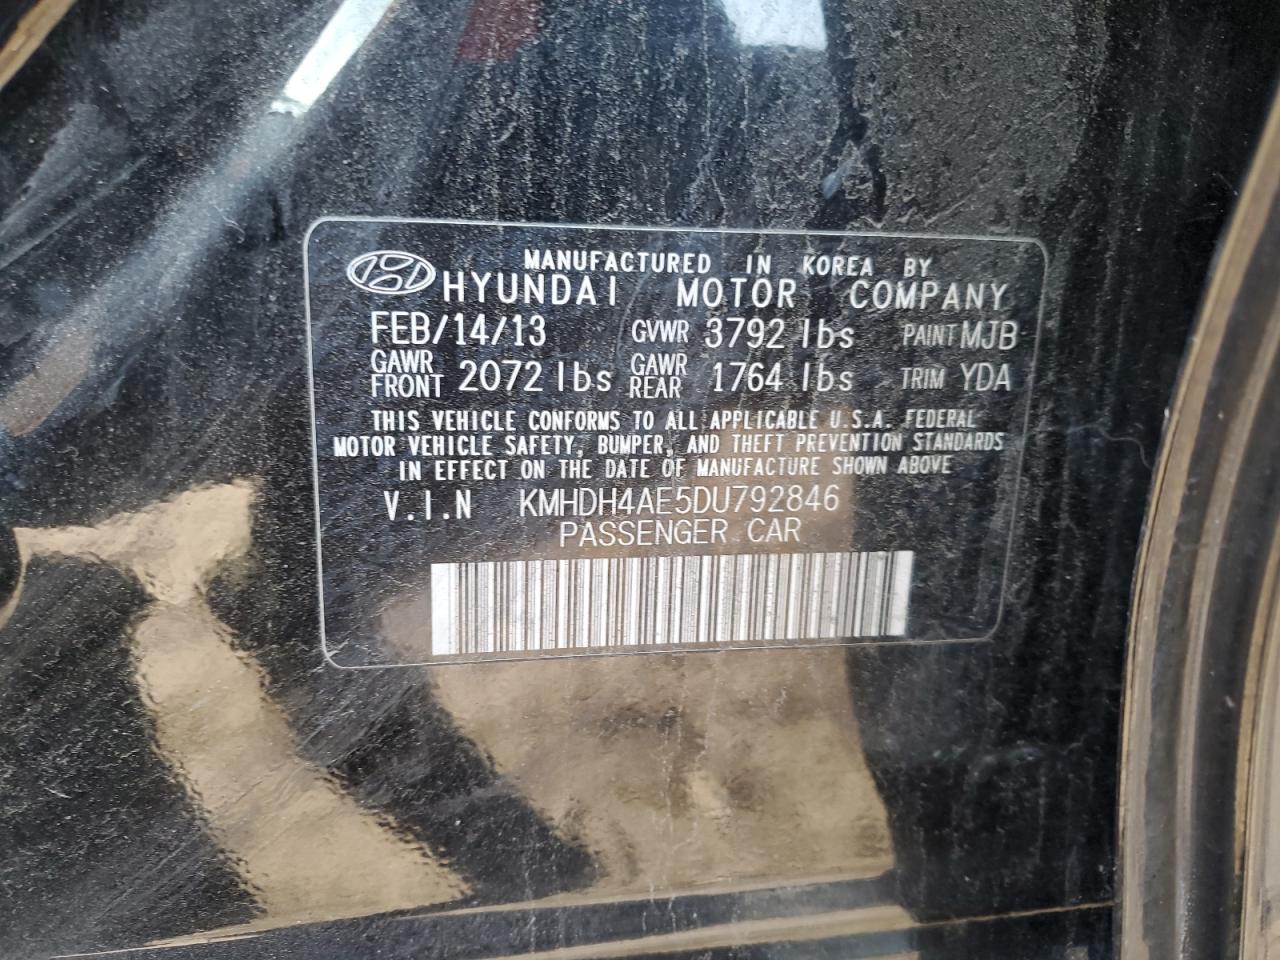 MANUFACTURED IN KOREA BY
HYUNDAI MOTOR COMPANY
FEB/14/13 GVWR 3792 lbs PAINT MJB
GAWR FRONT 2072 lbs GAWR REAR 1764 lbs TRIM YDA
THIS VEHICLE CONFORMS TO ALL APPLICABLE U.S.A. FEDERAL
MOTOR VEHICLE SAFETY, BUMPER, AND THEFT PREVENTION STANDARDS
IN EFFECT ON THE DATE OF MANUFACTURE SHOWN ABOVE
V.I.N KMHDH4AE5DU792846
PASSENGER CAR